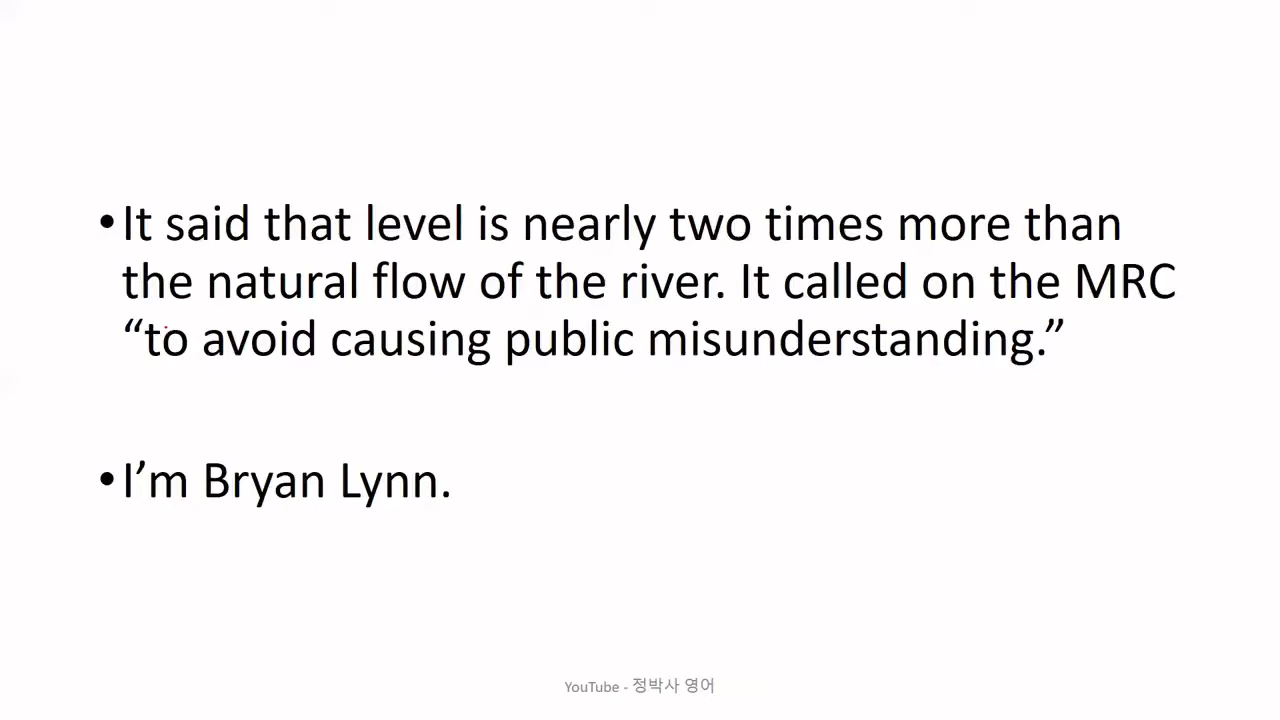 •It said that level is nearly two times more than
the natural flow of the river. It called on the MRC
“to avoid causing public misunderstanding.”
•I’m Bryan Lynn.
YouTube - 정박사 영어